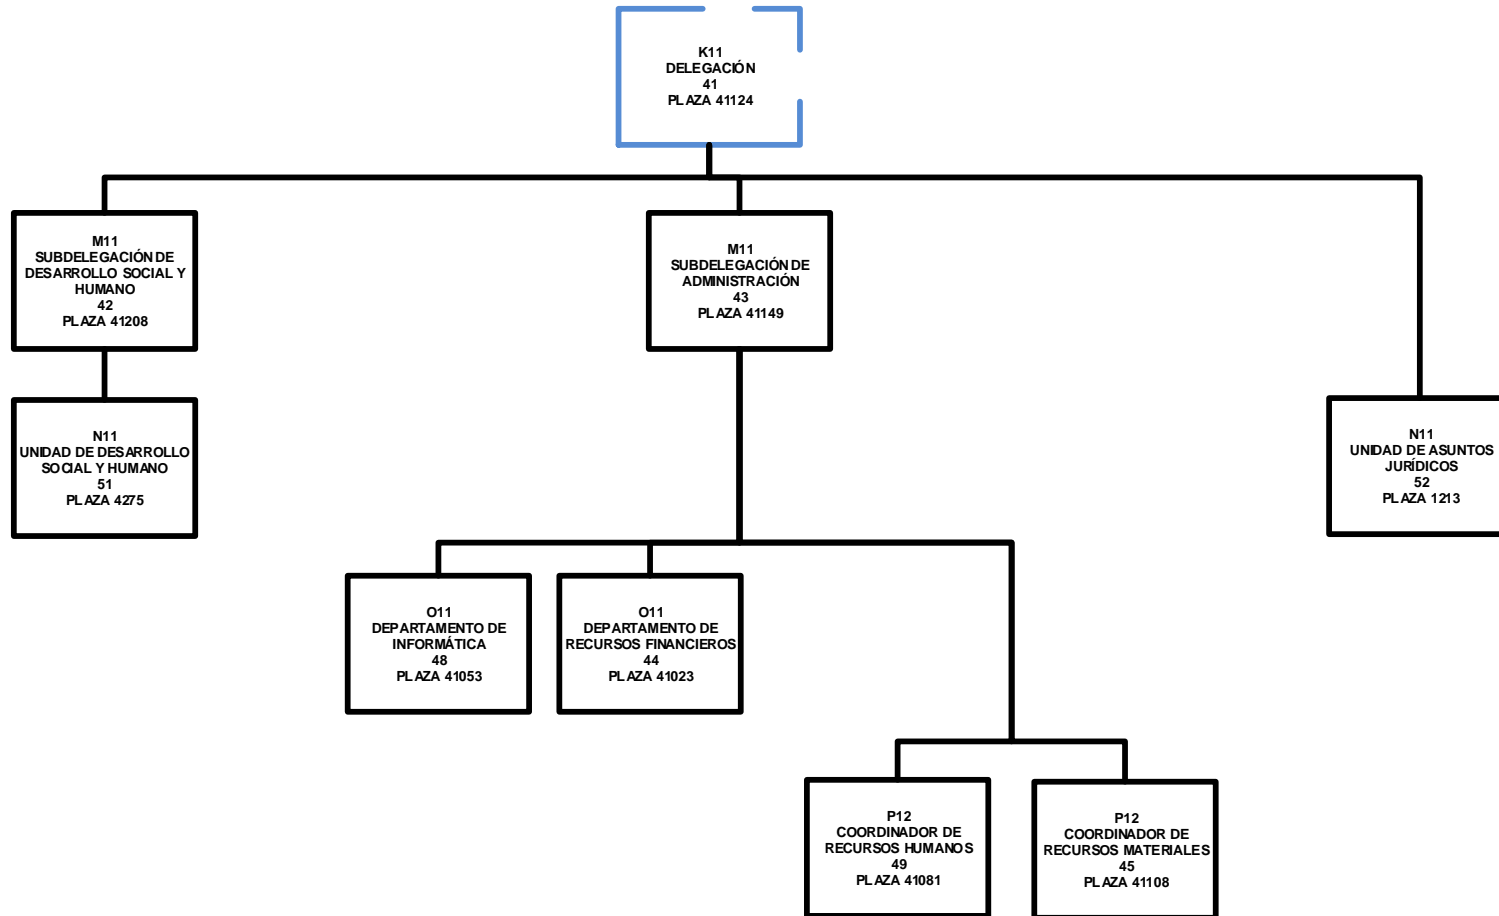 K11
DELEGACIÓN
41
PLAZA 41124
M11
SUBDELEGACIÓN DE
DESARROLLO SOCIAL Y
HUMANO
42
PLAZA 41208
M11
SUBDELEGACIÓN DE
ADMINISTRACIÓN
43
PLAZA 41149
N11
UNIDAD DE DESARROLLO
SOCIAL Y HUMANO
51
PLAZA 4275
N11
UNIDAD DE ASUNTOS
JURÍDICOS
52
PLAZA 1213
O11
DEPARTAMENTO DE
INFORMÁTICA
48
PLAZA 41053
O11
DEPARTAMENTO DE
RECURSOS FINANCIEROS
44
PLAZA 41023
P12
COORDINADOR DE
RECURSOS HUMANOS
49
PLAZA 41081
P12
COORDINADOR DE
RECURSOS MATERIALES
45
PLAZA 41108